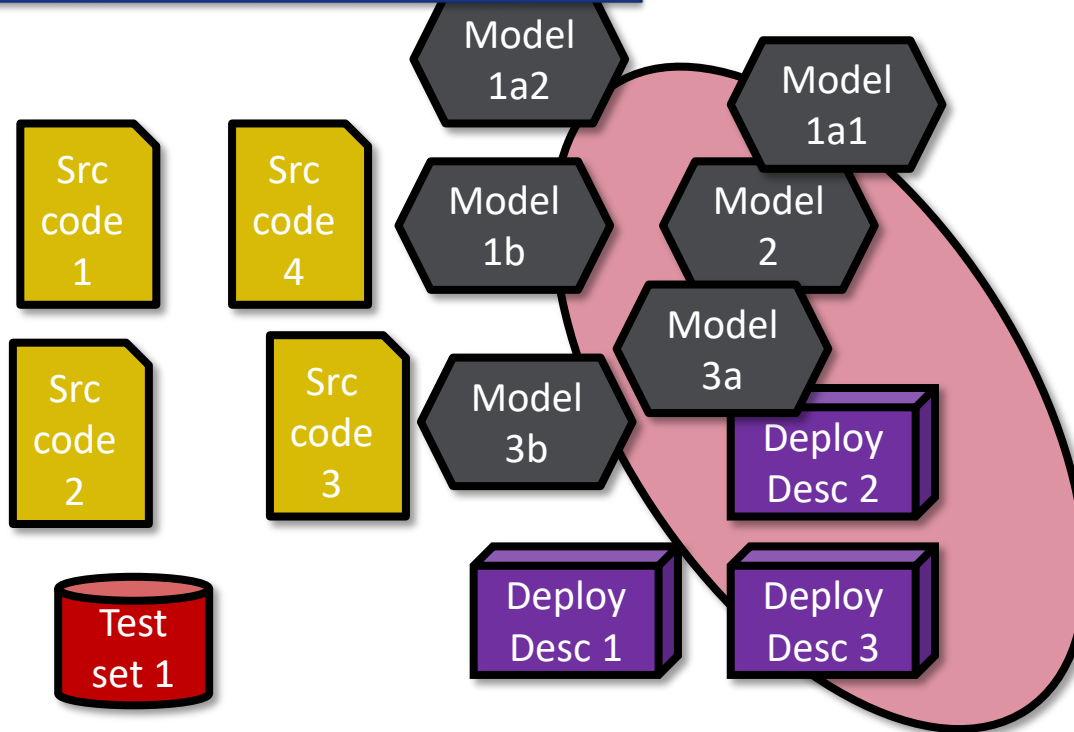 Model
1a2
Model
1a1
Src
code
1
Src
code
4
Model
1b
Model
2
Model
3a
Src
code
2
Src
code
3
Model
3b
Deploy
Desc 2
Test
set 1
Deploy
Desc 1
Deploy
Desc 3